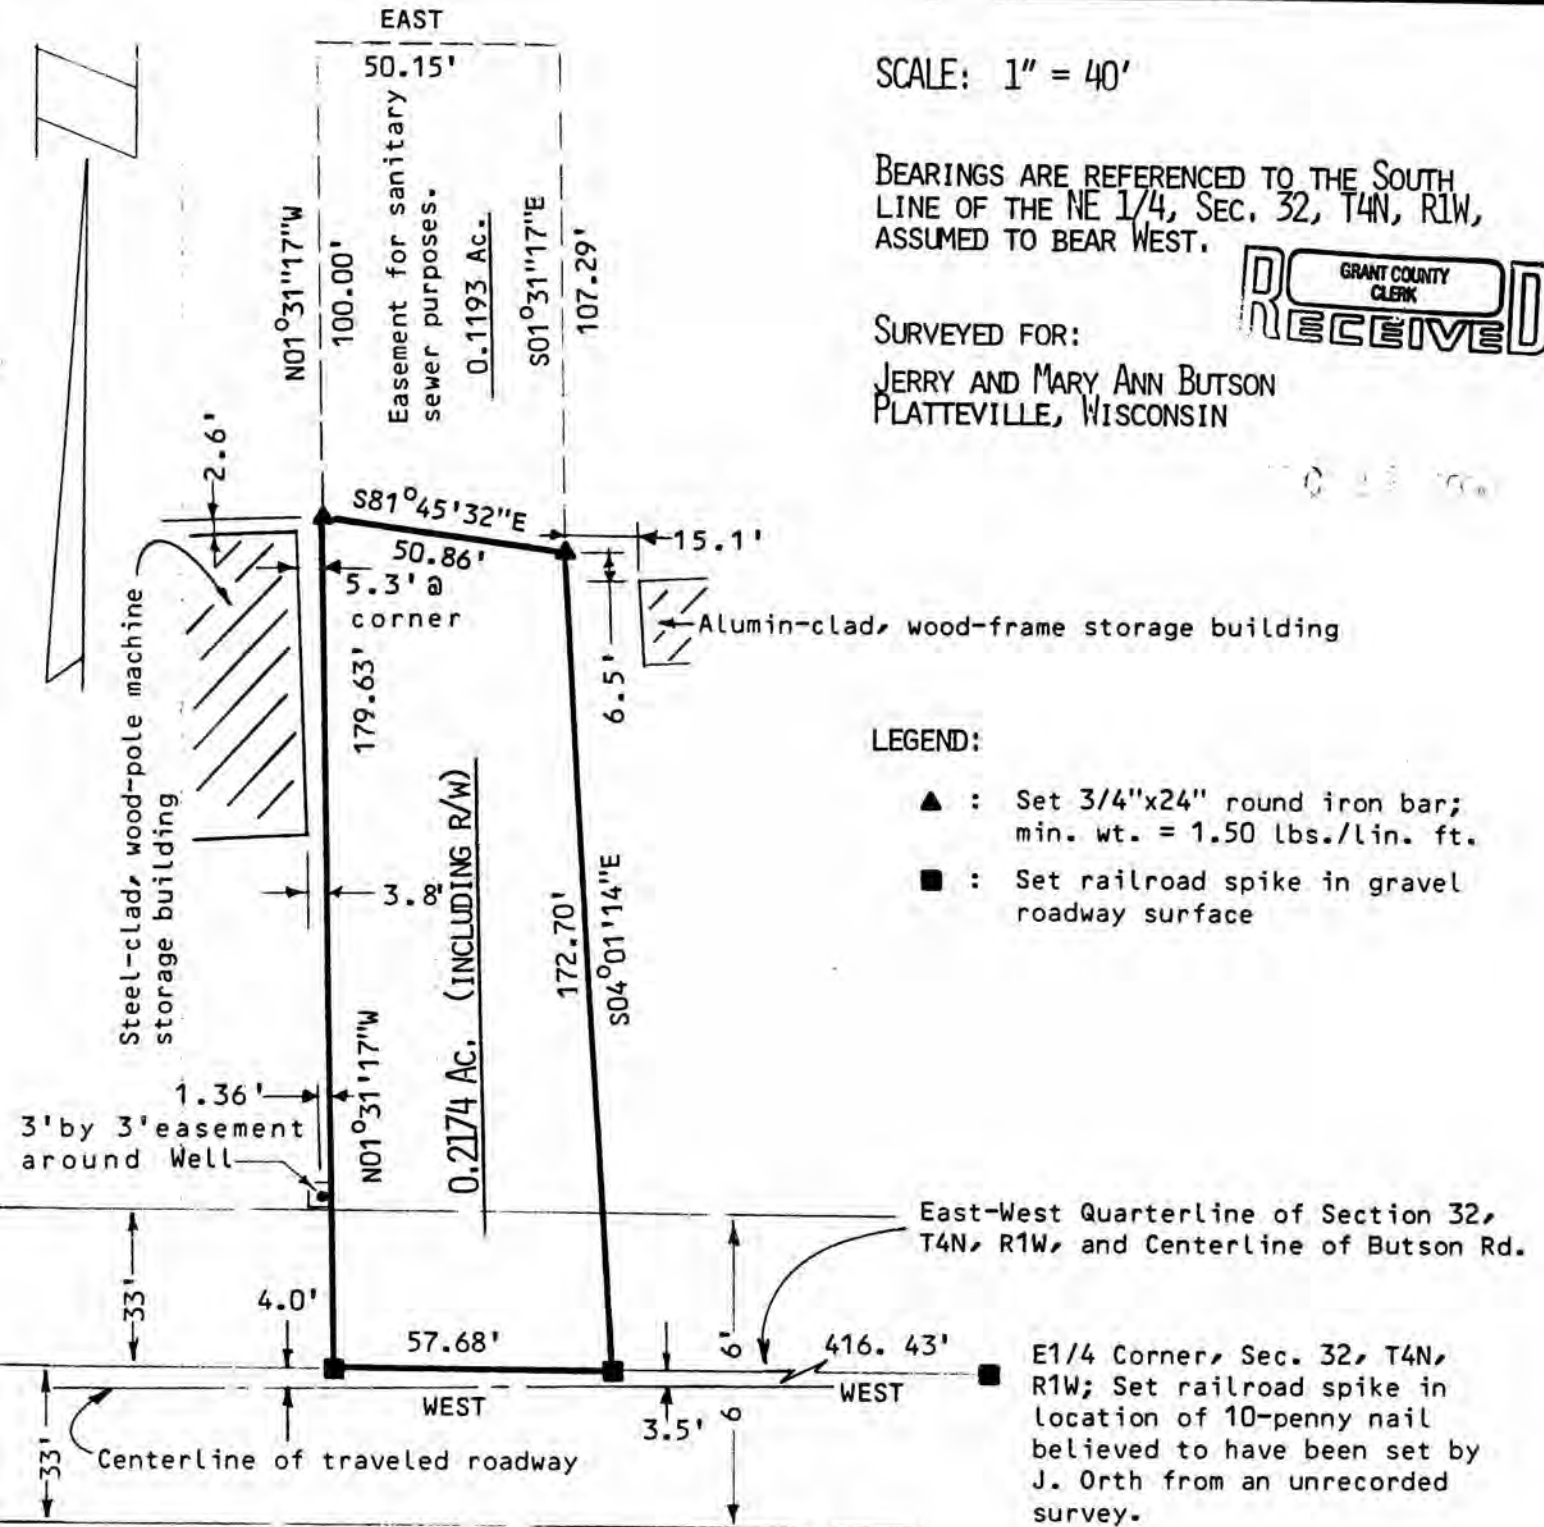 EAST
50.15'
Easement for sanitary
sewer purposes.
0.1193 Ac.
N01°31"17"W
100.00'
S01°31"17"E
107.29'
SCALE: 1" = 40'
BEARINGS ARE REFERENCED TO THE SOUTH
LINE OF THE NE 1/4, SEC. 32, T4N, R1W,
ASSUMED TO BEAR WEST.
GRANT COUNTY
CLERK
RECEIVED
SURVEYED FOR:
JERRY AND MARY ANN BUTSON
PLATTEVILLE, WISCONSIN
2.6'
S81°45'32"E
50.86'
15.1'
5.3'@
corner
6.5'
Alumin-clad, wood-frame storage building
Steel-clad, wood-pole machine
storage building
179.63'
3.8'
N01°31'17"W
0.2174 AC. (INCLUDING R/W)
172.70'
S04°01'14"E
LEGEND:
▲ : Set 3/4"x24" round iron bar;
min. wt. = 1.50 lbs./lin. ft.
■ : Set railroad spike in gravel
roadway surface
1.36'
3'by 3'easement
around Well
East-West Quarterline of Section 32,
T4N, R1W, and Centerline of Butson Rd.
33'
4.0'
57.68'
6'
416. 43'
WEST
WEST
3.5'
6
33'
Centerline of traveled roadway
E1/4 Corner, Sec. 32, T4N,
R1W; Set railroad spike in
location of 10-penny nail
believed to have been set by
J. Orth from an unrecorded
survey.